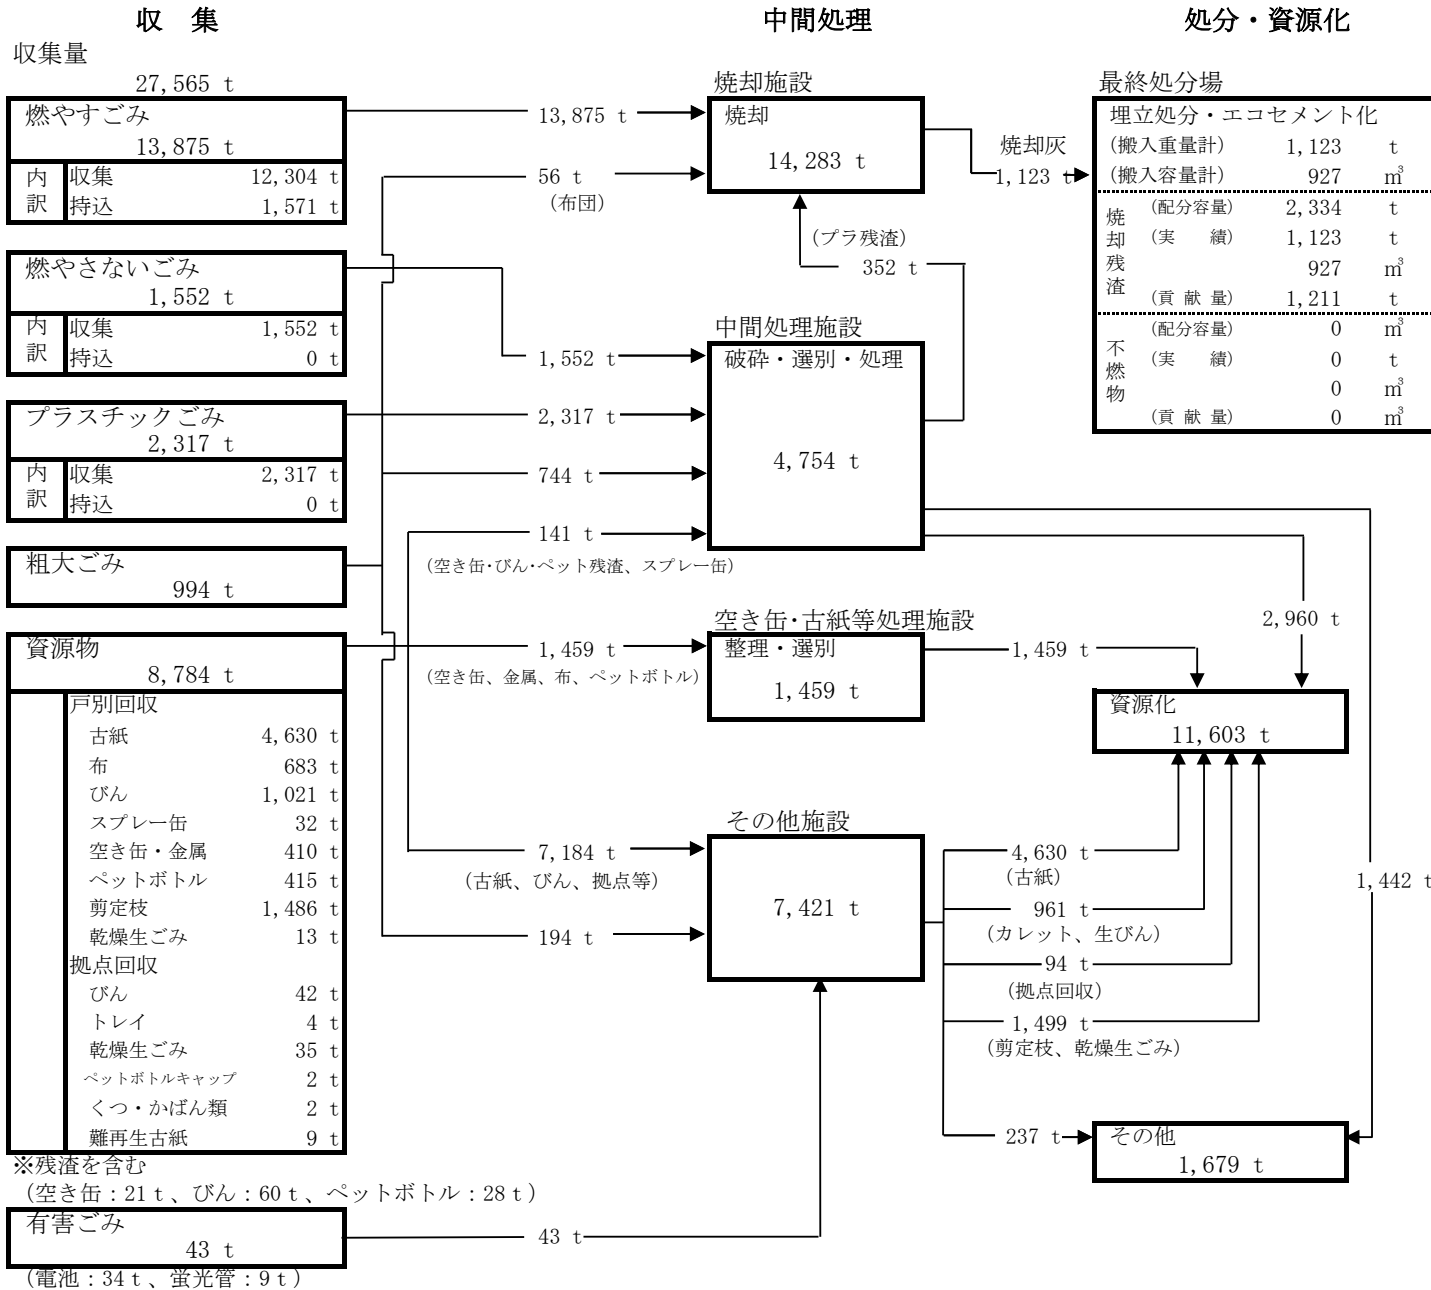 収　集
中間処理
処分・資源化
収集量
27,565 t
燃やすごみ
13,875 t
内訳
収集 12,304 t
持込 1,571 t
燃やさないごみ
1,552 t
内訳
収集 1,552 t
持込 0 t
プラスチックごみ
2,317 t
内訳
収集 2,317 t
持込 0 t
粗大ごみ
994 t
資源物
8,784 t
戸別回収
古紙 4,630 t
布 683 t
びん 1,021 t
スプレー缶 32 t
空き缶・金属 410 t
ペットボトル 415 t
剪定枝 1,486 t
乾燥生ごみ 13 t
拠点回収
びん 42 t
トレイ 4 t
乾燥生ごみ 35 t
ペットボトルキャップ 2 t
くつ・かばん類 2 t
難再生古紙 9 t
※残渣を含む
（空き缶：21ｔ、びん：60ｔ、ペットボトル：28ｔ）
有害ごみ
43 t
（電池：34ｔ、蛍光管：9ｔ）
13,875 t
56 t
（布団）
1,552 t
2,317 t
744 t
141 t
（空き缶・びん・ペット残渣、スプレー缶）
1,459 t
（空き缶、金属、布、ペットボトル）
7,184 t
（古紙、びん、拠点等）
194 t
43 t
焼却施設
焼却
14,283 t
（プラ残渣）
352 t
中間処理施設
破砕・選別・処理
4,754 t
空き缶・古紙等処理施設
整理・選別
1,459 t
その他施設
7,421 t
焼却灰
1,123 t
1,459 t
2,960 t
4,630 t
（古紙）
961 t
（カレット、生びん）
94 t
（拠点回収）
1,499 t
（剪定枝、乾燥生ごみ）
237 t
1,442 t
最終処分場
埋立処分・エコセメント化
（搬入重量計） 1,123 t
（搬入容量計） 927 ㎥
焼却残渣
（配分容量） 2,334 t
（実　績） 1,123 t
927 ㎥
（貢献量） 1,211 t
不燃物
（配分容量） 0 ㎥
（実　績） 0 t
0 ㎥
（貢献量） 0 ㎥
資源化
11,603 t
その他
1,679 t